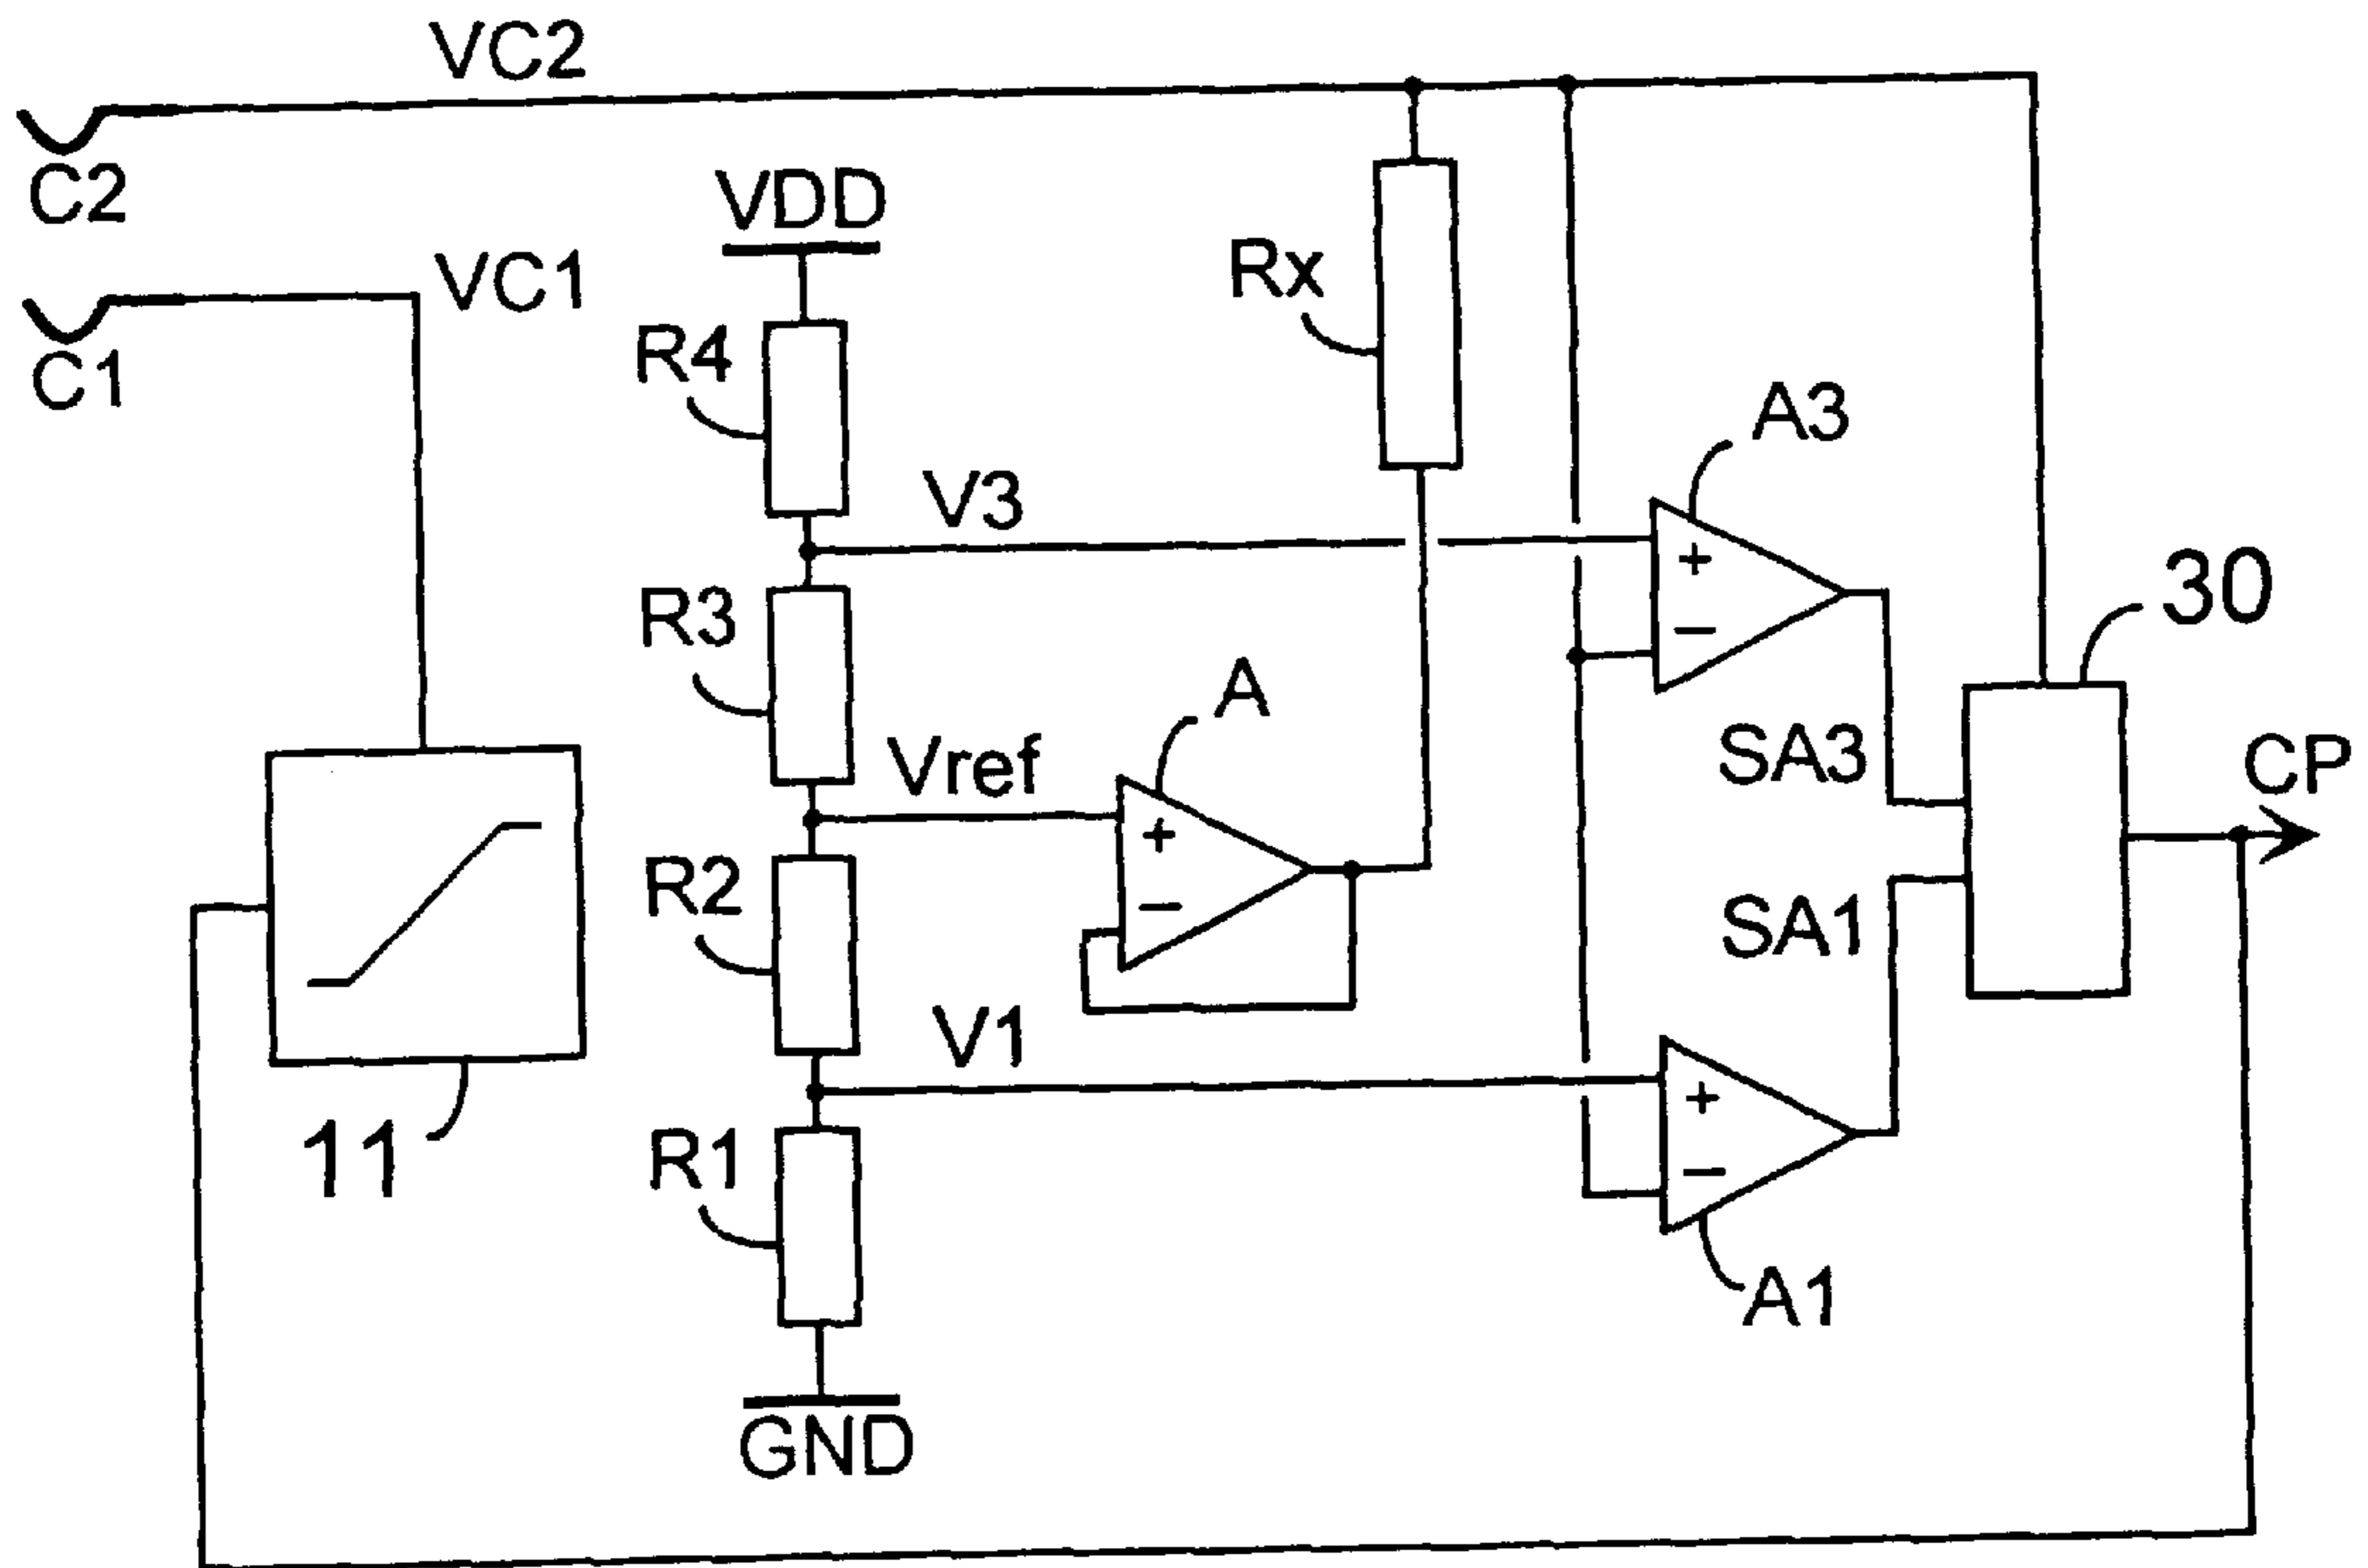 VC2
C2
VDD
VC1
C1
Rx
R4
A3
V3
30
R3
A
SA3
CP
Vref
R2
SA1
V1
11
R1
A1
GND
+
−
+
−
+
−